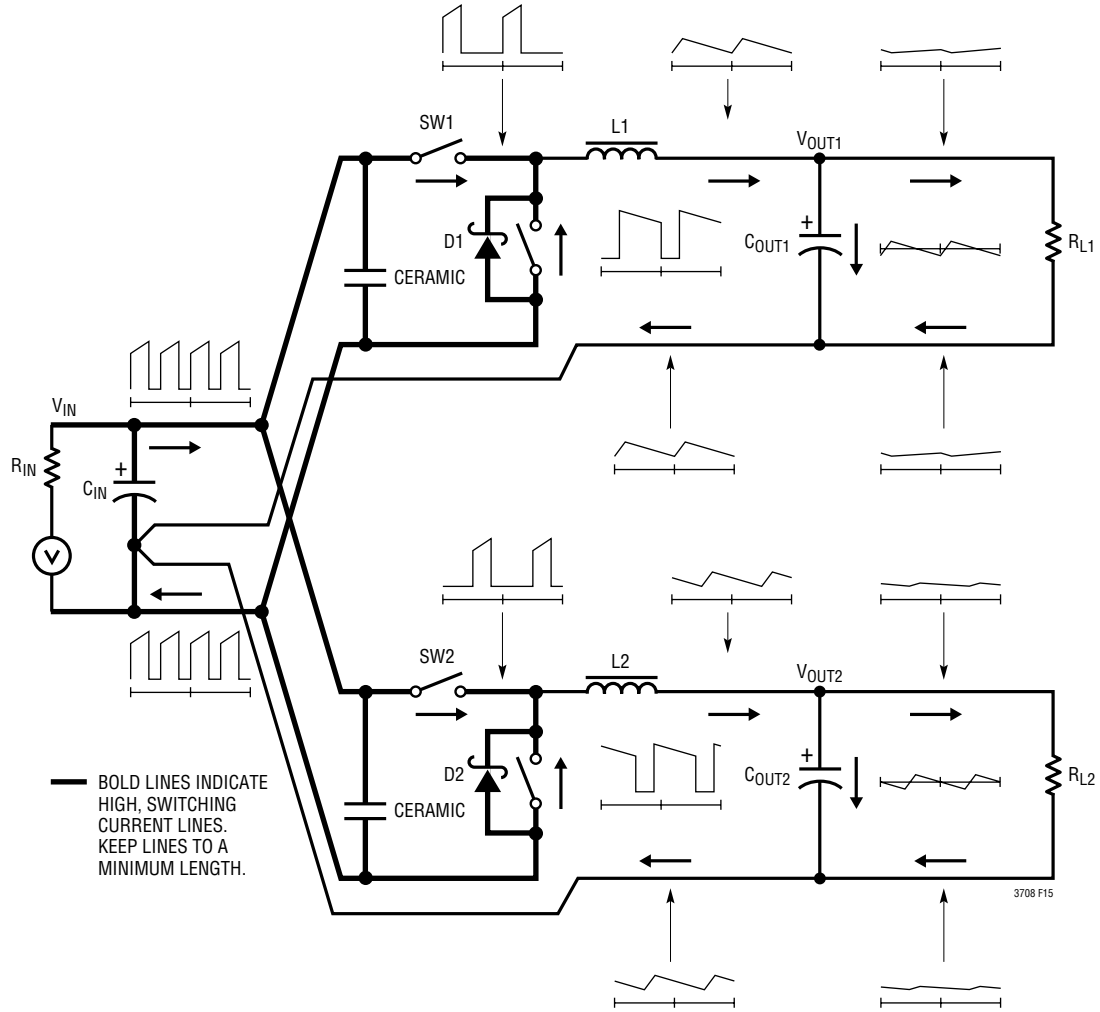 SW1
L1
VOUT1
D1
CERAMIC
+
COUT1
RL1
VIN
RIN
+
CIN
V
SW2
L2
VOUT2
D2
CERAMIC
+
COUT2
RL2
BOLD LINES INDICATE
HIGH, SWITCHING
CURRENT LINES.
KEEP LINES TO A
MINIMUM LENGTH.
3708 F15